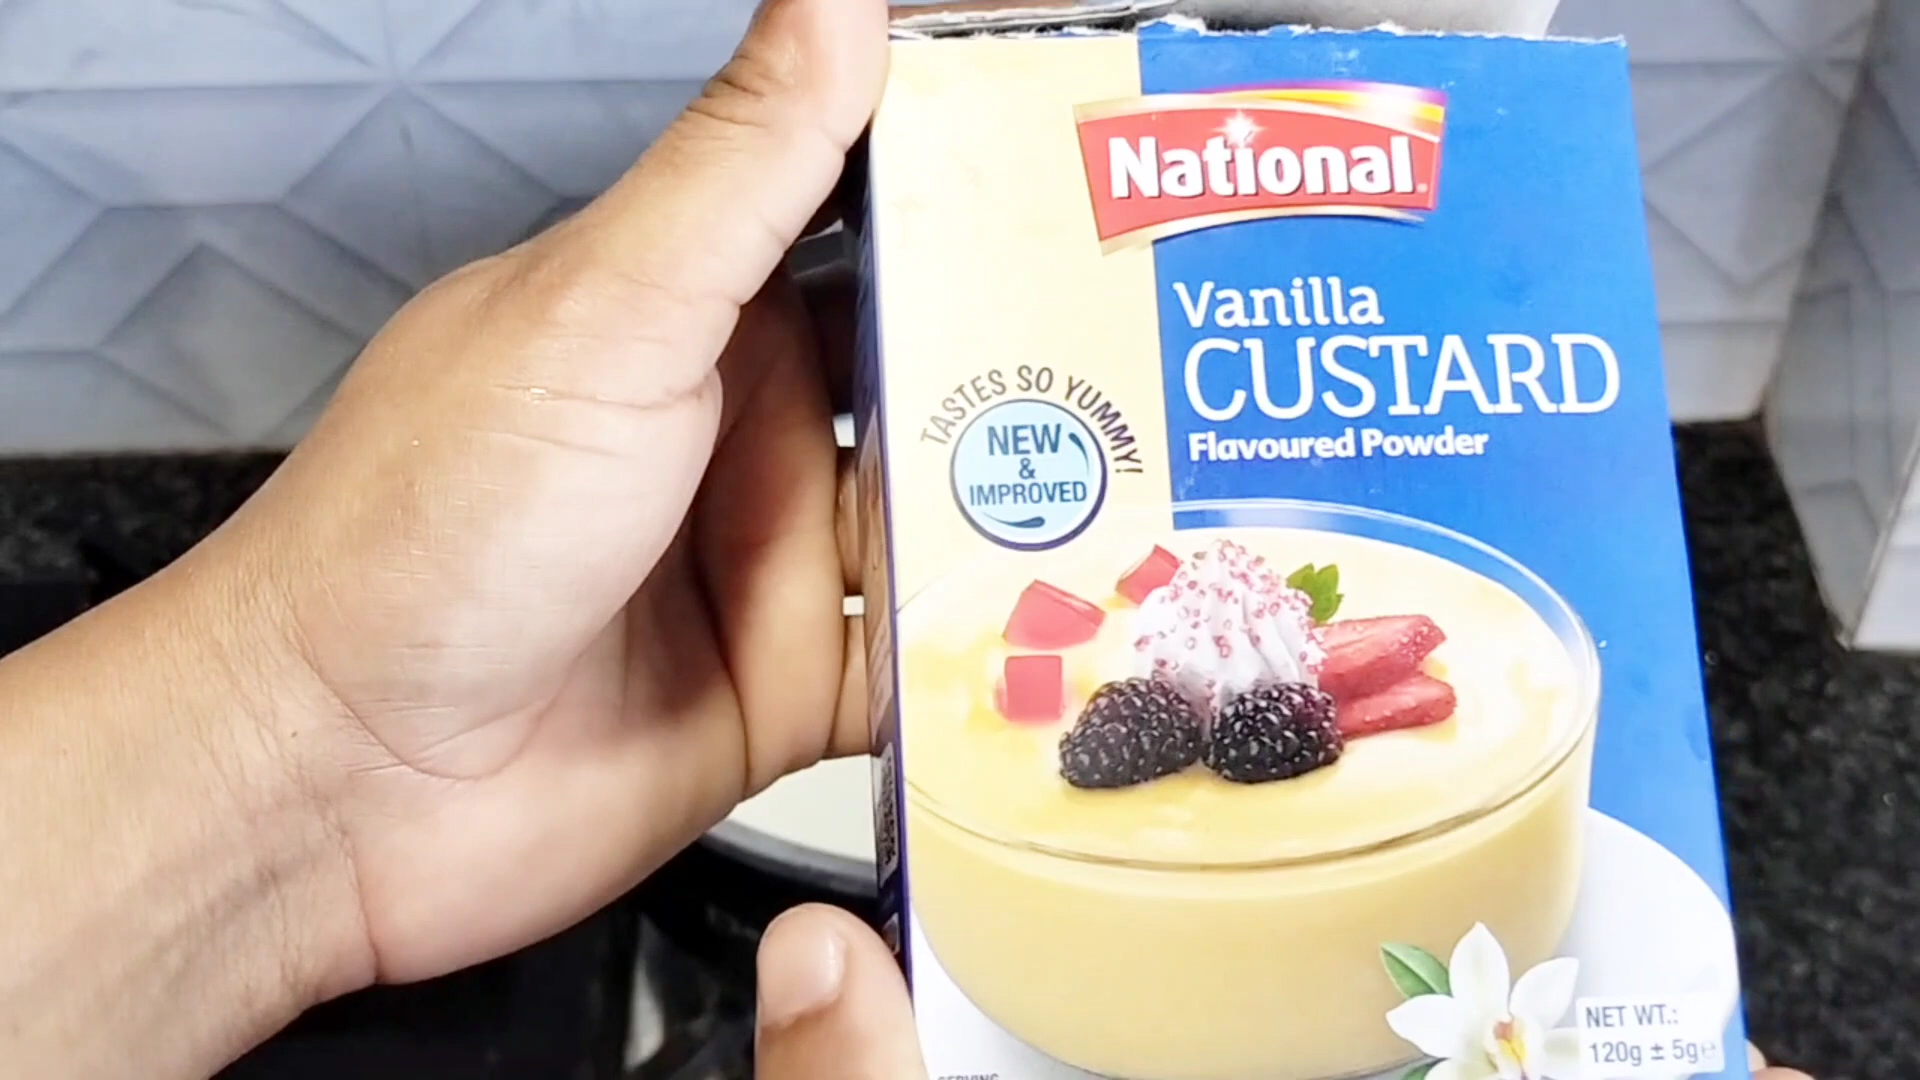 National
Vanilla
CUSTARD
Flavoured Powder
TASTES SO YUMMY!
NEW
&
IMPROVED
NET WT.:
120g ± 5g e